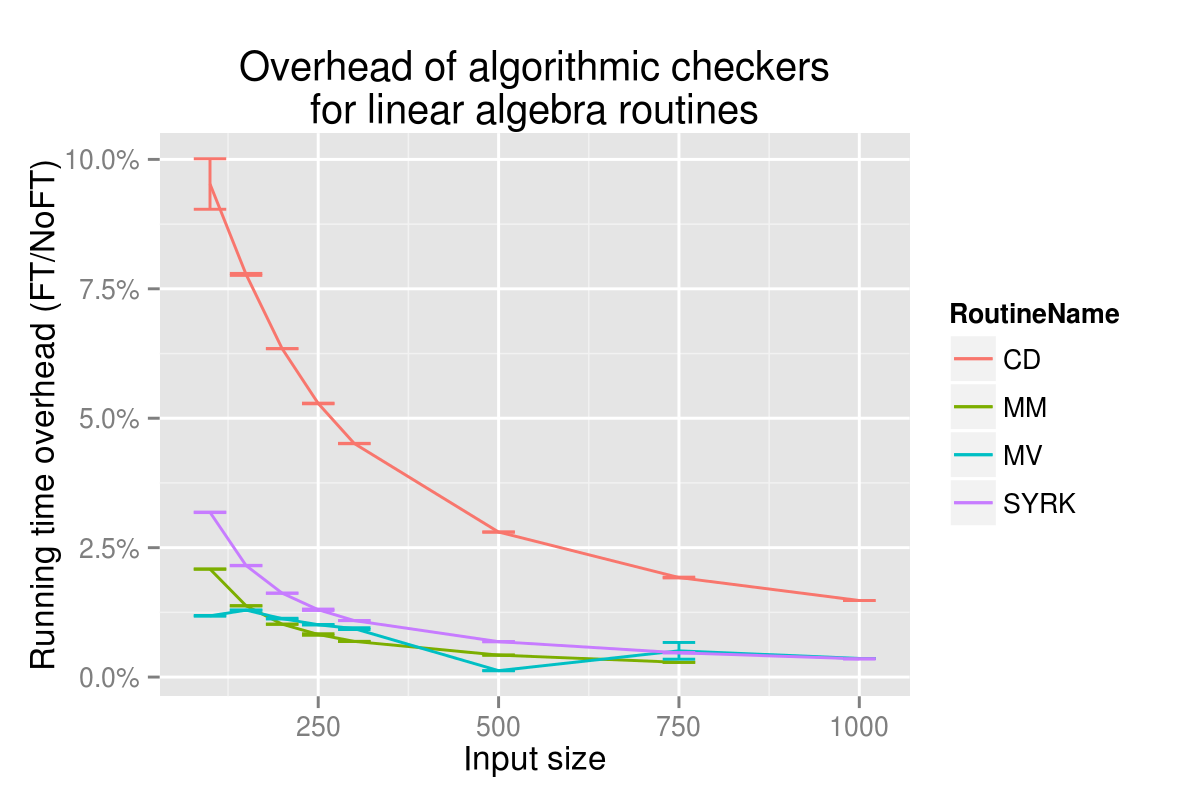 Overhead of algorithmic checkers
for linear algebra routines
Running time overhead (FT/NoFT)
10.0%
7.5%
5.0%
2.5%
0.0%
250
500
750
1000
Input size
RoutineName
CD
MM
MV
SYRK